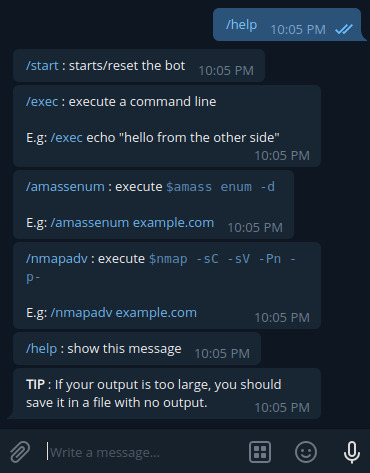 /help 10:05 PM
/start : starts/reset the bot 10:05 PM
/exec : execute a command line
E.g: /exec echo "hello from the other side"
10:05 PM
/amassenum : execute $amass enum -d
E.g: /amassenum example.com 10:05 PM
/nmapadv : execute $nmap -sC -sV -Pn -
p-
E.g: /nmapadv example.com 10:05 PM
/help : show this message 10:05 PM
TIP : If your output is too large, you should
save it in a file with no output. 10:05 PM
Write a message...